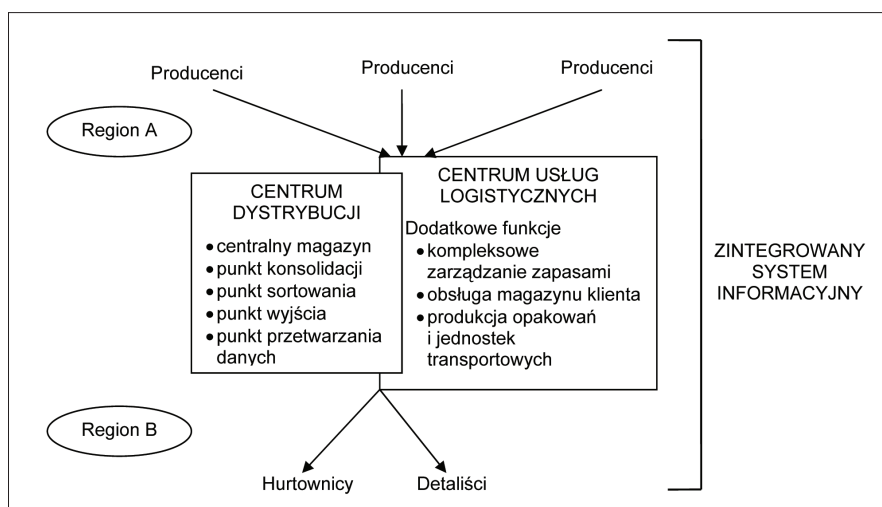 Producenci
Producenci
Producenci
Region A
CENTRUM
DYSTRYBUCJI
• centralny magazyn
• punkt konsolidacji
• punkt sortowania
• punkt wyjścia
• punkt przetwarzania
danych
CENTRUM USŁUG
LOGISTYCZNYCH
Dodatkowe funkcje
• kompleksowe
zarządzanie zapasami
• obsługa magazynu klienta
• produkcja opakowań
i jednostek
transportowych
ZINTEGROWANY
SYSTEM
INFORMACYJNY
Region B
Hurtownicy
Detaliści